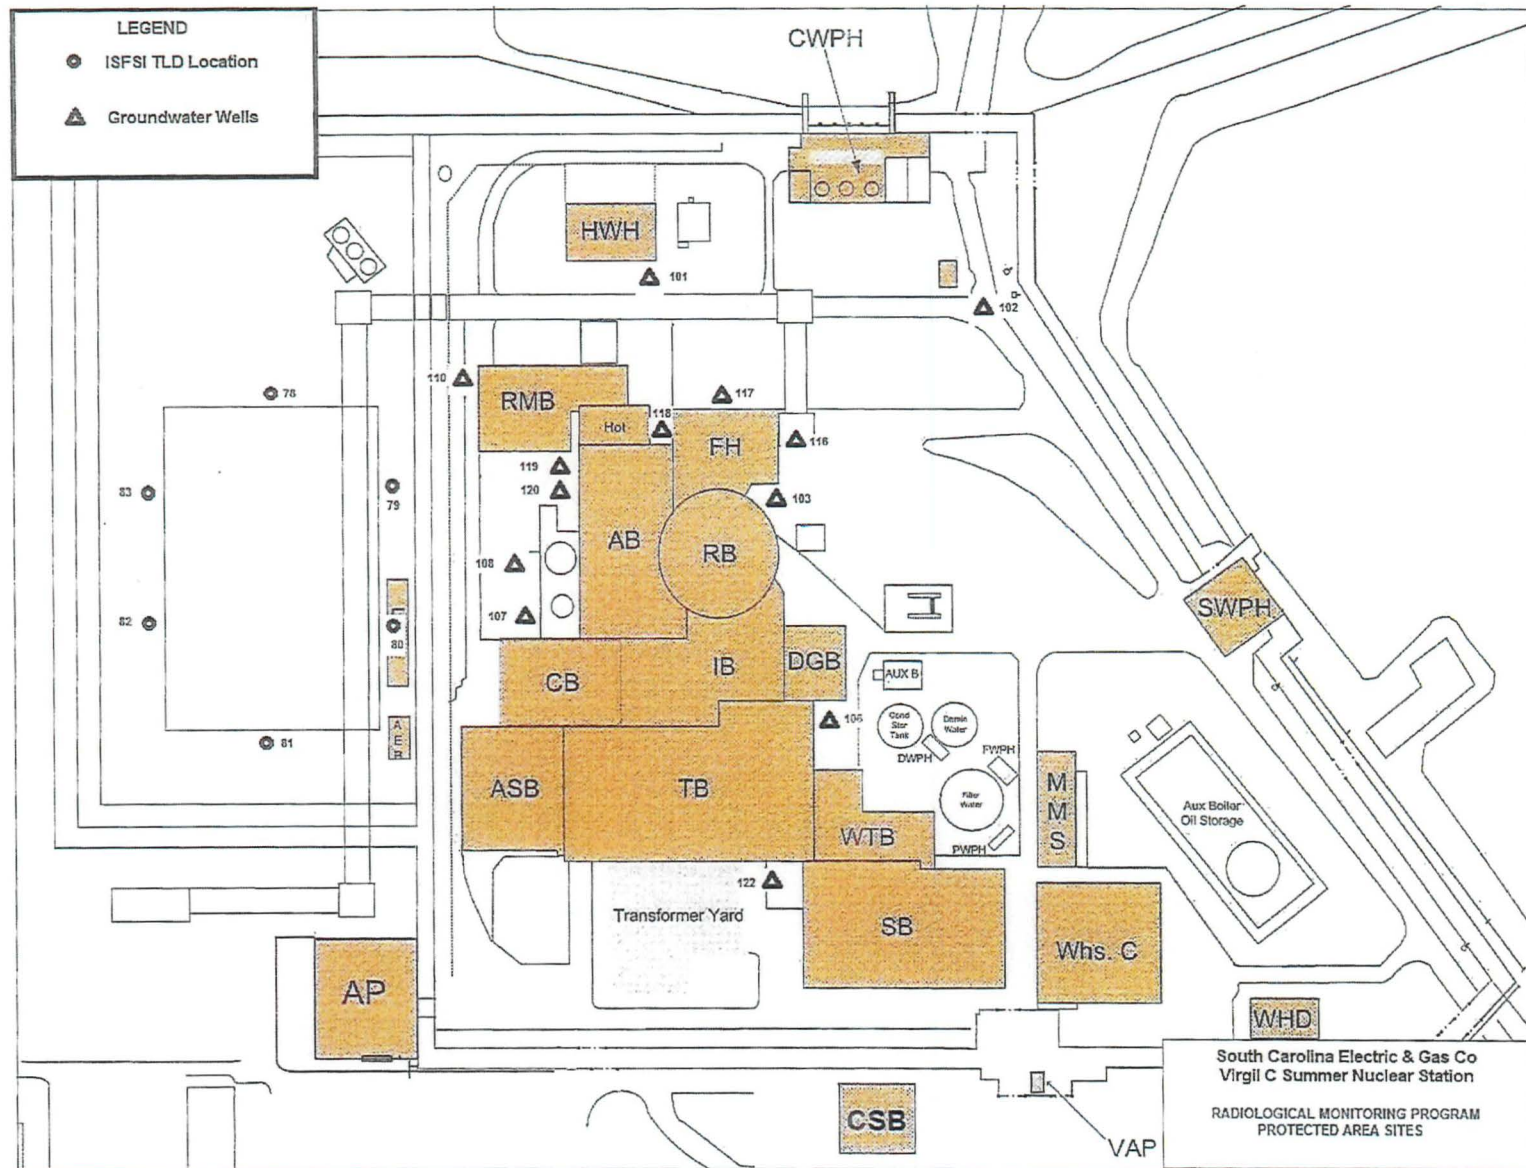 LEGEND
ISFSI TLD Location
Groundwater Wells
CWPH
HWH
101
102
110
78
117
RMB
Hot
118
FH
116
119
83
120
79
103
AB
RB
108
SWPH
107
82
80
IB
DGB
CB
AUX B
106
Cond
Stor
Tank
Demin
Water
81
DWPH
FWPH
ASB
TB
M
M
S
Filter
Water
Aux Boiler
Oil Storage
WTB
PWPH
122
Transformer Yard
SB
Whs. C
AP
WHD
South Carolina Electric & Gas Co
Virgil C Summer Nuclear Station
RADIOLOGICAL MONITORING PROGRAM
PROTECTED AREA SITES
CSB
VAP